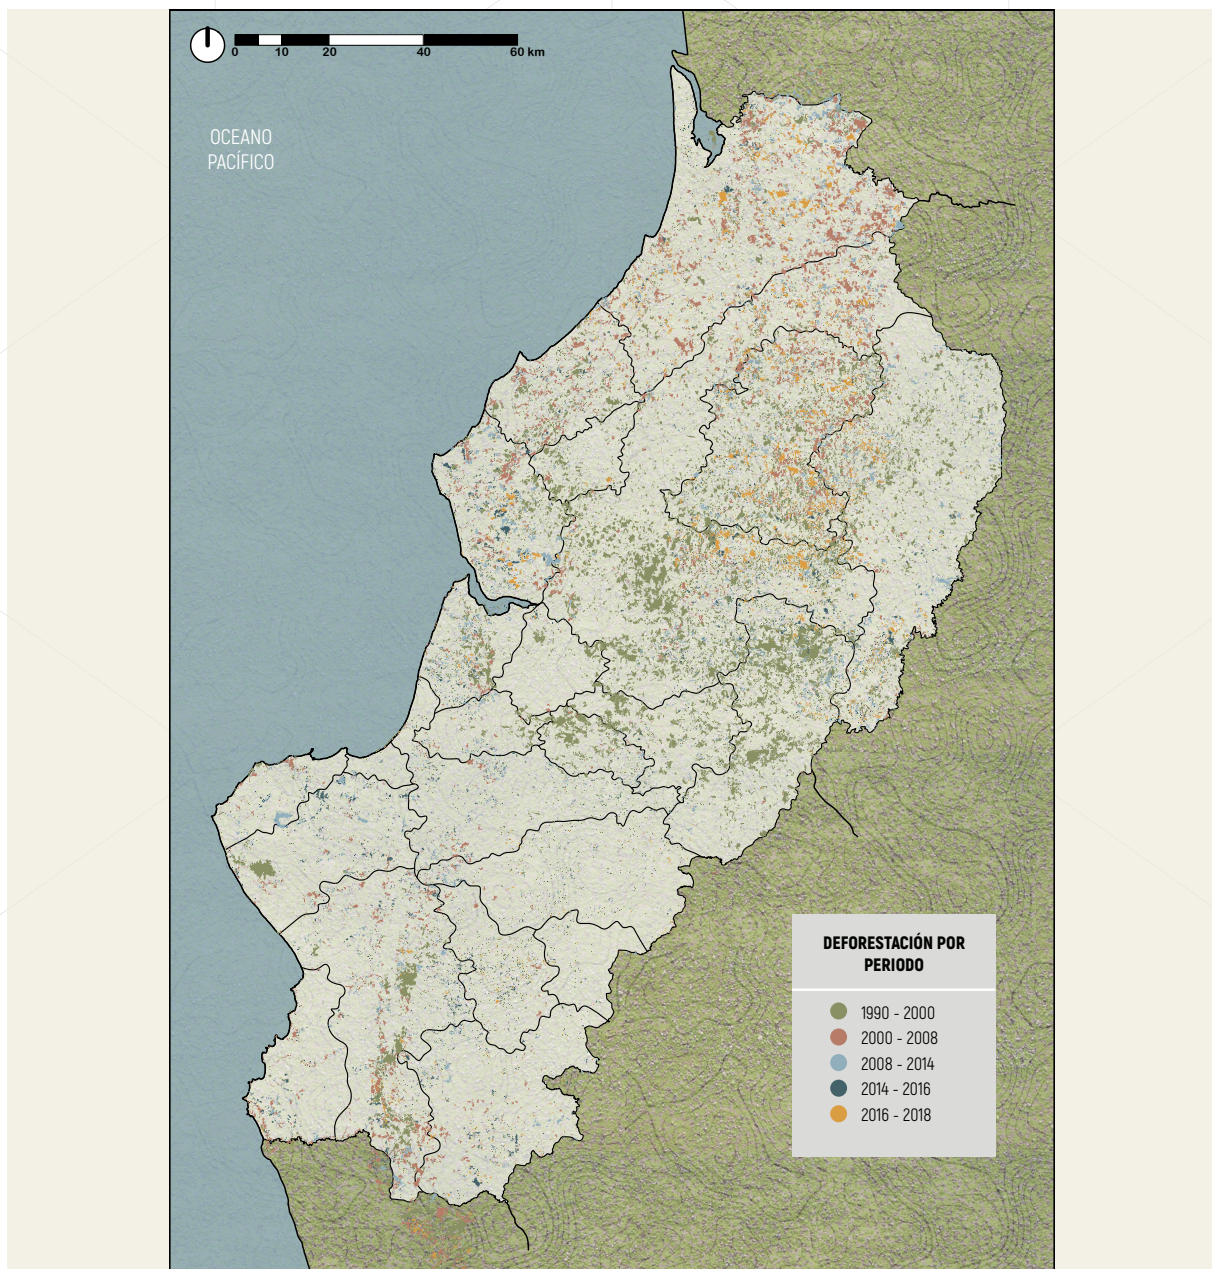 0 10 20 40 60 km
OCEANO
PACÍFICO
DEFORESTACIÓN POR
PERIODO
1990 - 2000
2000 - 2008
2008 - 2014
2014 - 2016
2016 - 2018